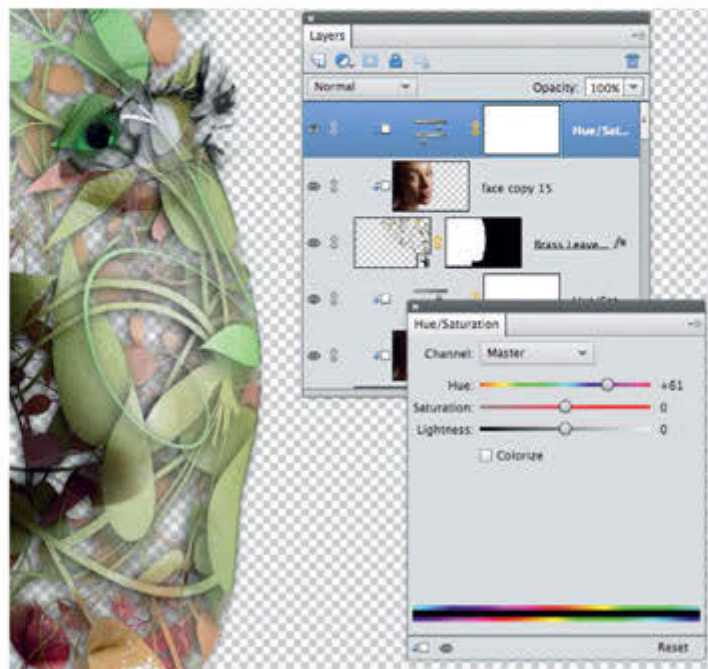 Layers
Normal
Opacity: 100%
Hue/Sat...
face copy 15
Brass Leave... fx
Hue/Saturation
Channel: Master
Hue: +61
Saturation: 0
Lightness: 0
Colorize
Reset